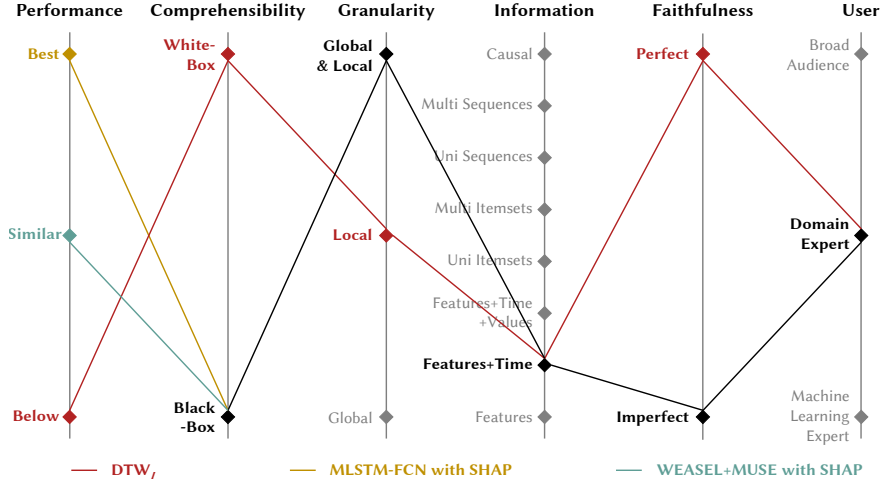 Performance Comprehensibility Granularity Information Faithfulness User
Best
White-
Box
Global
& Local
Causal
Perfect
Broad
Audience
Multi Sequences
Uni Sequences
Similar
Local
Multi Itemsets
Domain
Expert
Uni Itemsets
Features+Time
+Values
Features+Time
Below
Black
-Box
Global
Features
Imperfect
Machine
Learning
Expert
DTW_I MLSTM-FCN with SHAP WEASEL+MUSE with SHAP